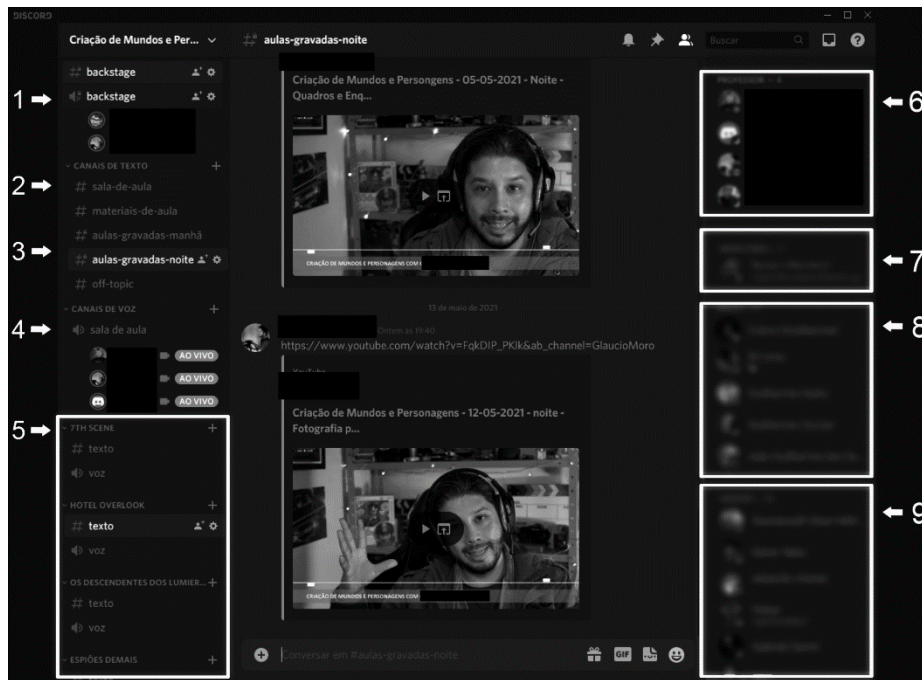 DISCORD
Criação de Mundos e Per...
aulas-gravadas-noite
Buscar
backstage
1
backstage
CANAIS DE TEXTO
2
sala-de-aula
materiais-de-aula
aulas-gravadas-manhã
3
aulas-gravadas-noite
off-topic
CANAIS DE VOZ
4
sala de aula
AO VIVO
AO VIVO
AO VIVO
5
7TH SCENE
texto
voz
HOTEL OVERLOOK
texto
voz
OS DESCENDENTES DOS LUMIER...
texto
voz
ESPIÕES DEMAIS
Criação de Mundos e Persongens - 05-05-2021 - Noite -
Quadros e Enq...
CRIAÇÃO DE MUNDOS E PERSONAGENS COM
13 de maio de 2021
Ontem às 19:40
https://www.youtube.com/watch?v=FqkDIP_PKlk&ab_channel=GlaucioMoro
YouTube
Criação de Mundos e Personagens - 12-05-2021 - noite -
Fotografia p...
CRIAÇÃO DE MUNDOS E PERSONAGENS COM
Conversar em #aulas-gravadas-noite
GIF
PROFESSOR
6
7
8
9